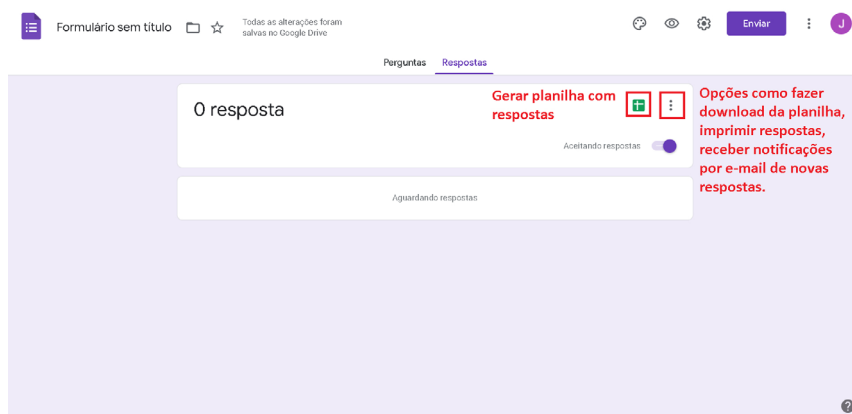 Formulário sem título
Todas as alterações foram
salvas no Google Drive
Enviar
J
Perguntas
Respostas
0 resposta
Gerar planilha com
respostas
Opções como fazer
download da planilha,
imprimir respostas,
receber notificações
por e-mail de novas
respostas.
Aceitando respostas
Aguardando respostas
?